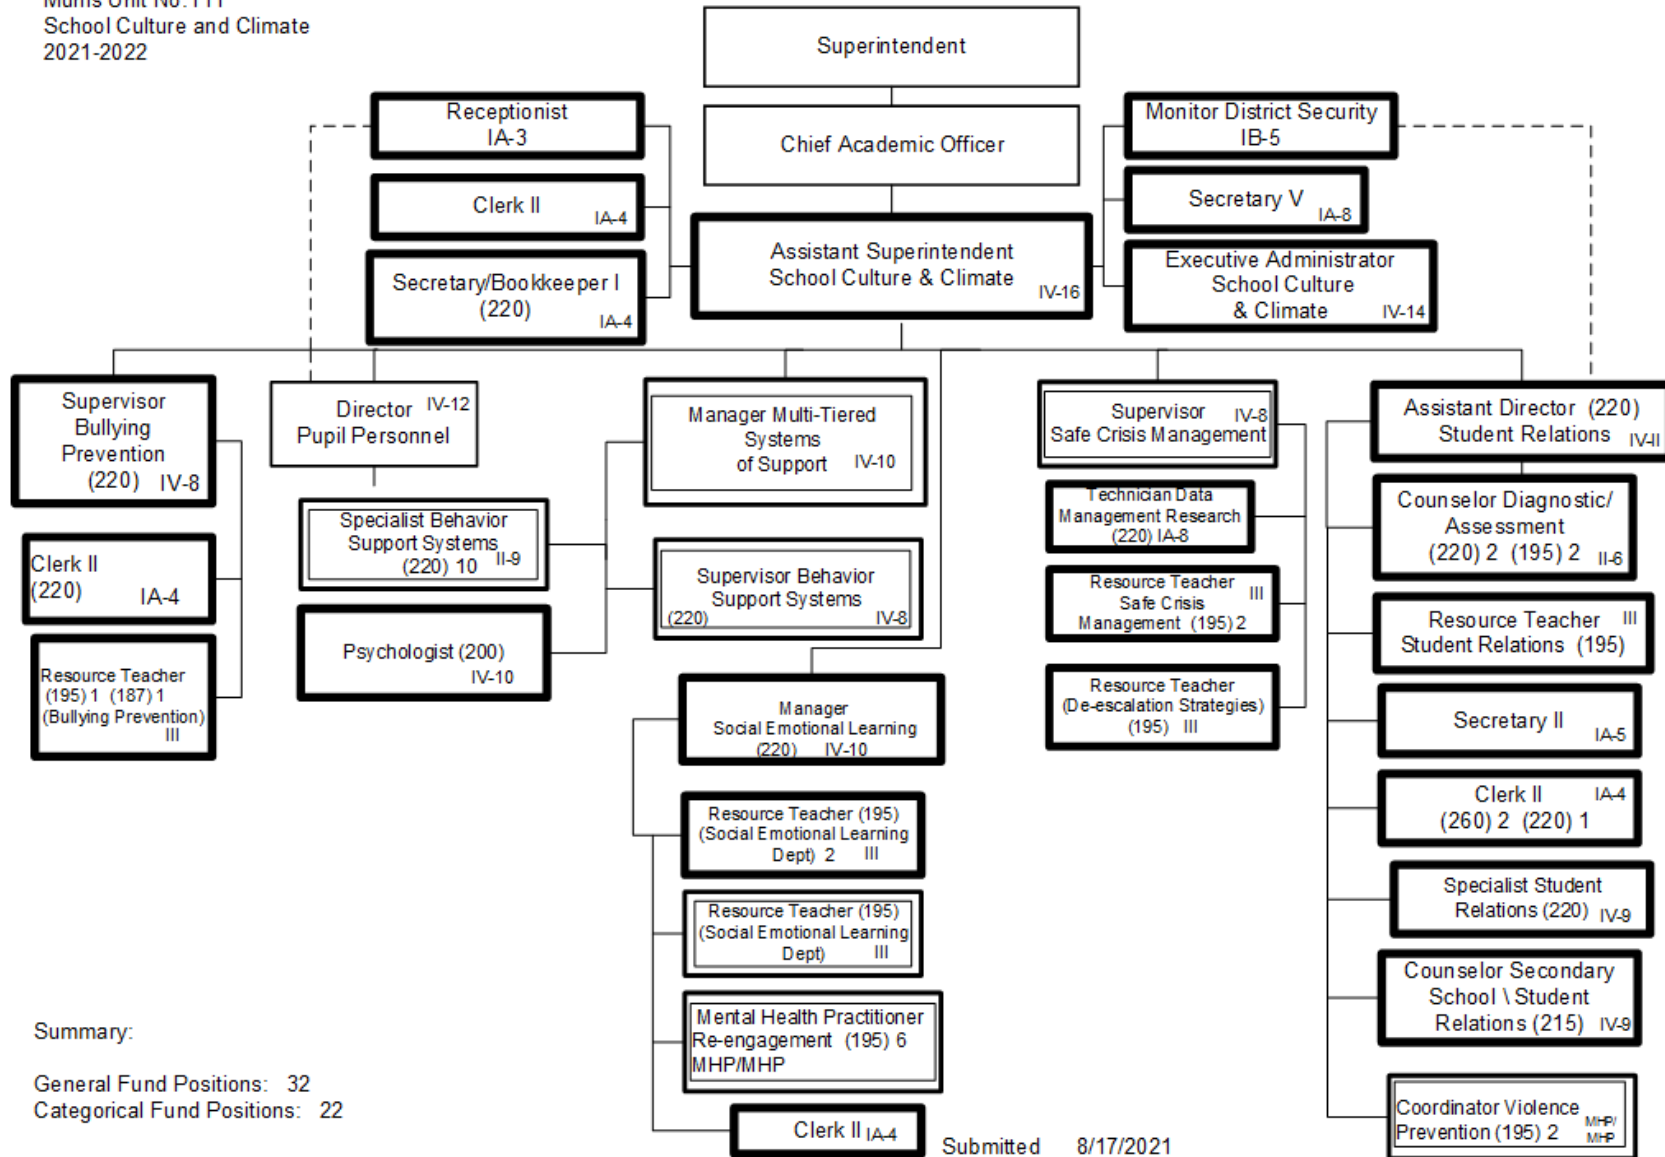 School Culture and Climate
2021-2022
Superintendent
Chief Academic Officer
Receptionist
IA-3
Clerk II
IA-4
Secretary/Bookkeeper I
(220)
IA-4
Assistant Superintendent
School Culture & Climate
IV-16
Monitor District Security
IB-5
Secretary V
IA-8
Executive Administrator
School Culture
& Climate IV-14
Supervisor
Bullying
Prevention
(220) IV-8
Clerk II
(220) IA-4
Resource Teacher
(195) 1 (187) 1
(Bullying Prevention)
III
Director IV-12
Pupil Personnel
Specialist Behavior
Support Systems
(220) 10 II-9
Psychologist (200)
IV-10
Manager Multi-Tiered
Systems
of Support IV-10
Supervisor Behavior
Support Systems
(220) IV-8
Manager
Social Emotional Learning
(220) IV-10
Resource Teacher (195)
(Social Emotional Learning
Dept) 2 III
Resource Teacher (195)
(Social Emotional Learning
Dept) III
Mental Health Practitioner
Re-engagement (195) 6
MHP/MHP
Clerk II IA-4
Supervisor IV-8
Safe Crisis Management
Technician Data
Management Research
(220) IA-8
Resource Teacher III
Safe Crisis
Management (195) 2
Resource Teacher
(De-escalation Strategies)
(195) III
Assistant Director (220)
Student Relations IV-II
Counselor Diagnostic/
Assessment
(220) 2 (195) 2 II-6
Resource Teacher III
Student Relations (195)
Secretary II
IA-5
Clerk II IA-4
(260) 2 (220) 1
Specialist Student
Relations (220) IV-9
Counselor Secondary
School \ Student
Relations (215) IV-9
Coordinator Violence MHP/
Prevention (195) 2 MHP
Summary:
General Fund Positions: 32
Categorical Fund Positions: 22
Submitted 8/17/2021